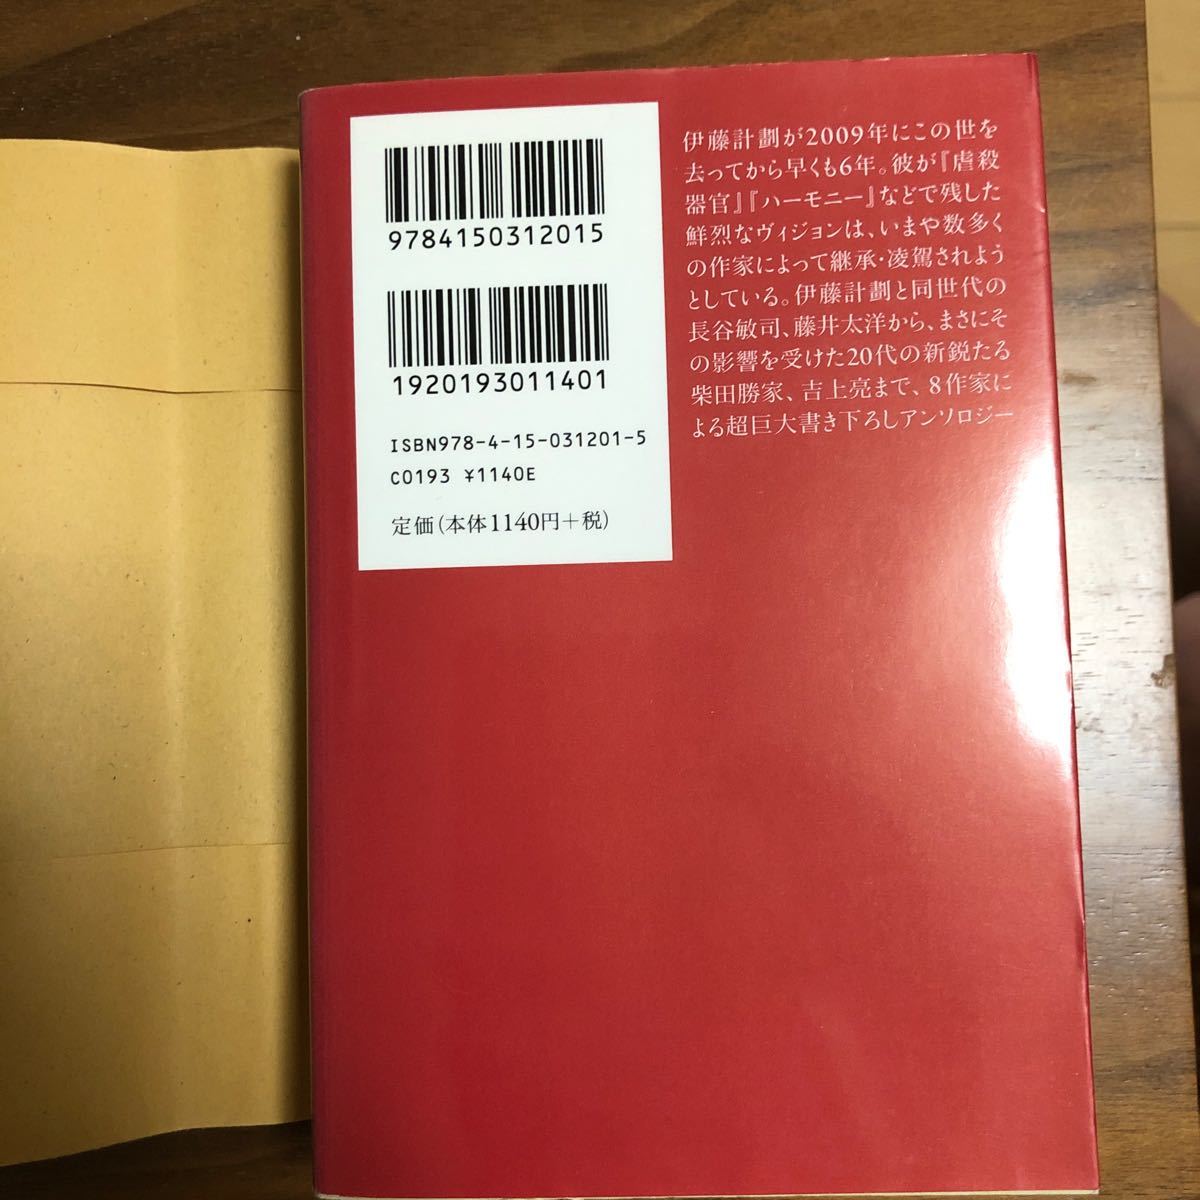 9784150312015
1920193011401
ISBN978-4-15-031201-5
C0193 ¥1140E
定価(本体1140円+税)
伊藤計劃が2009年にこの世を
去ってから早くも6年。彼が『虐殺
器官』『ハーモニー』などで残した
鮮烈なヴィジョンは、いまや数多く
の作家によって継承・凌駕されよう
としている。伊藤計劃と同世代の
長谷敏司、藤井太洋から、まさにそ
の影響を受けた20代の新鋭たる
柴田勝家、吉上亮まで、8作家に
よる超巨大書き下ろしアンソロジー